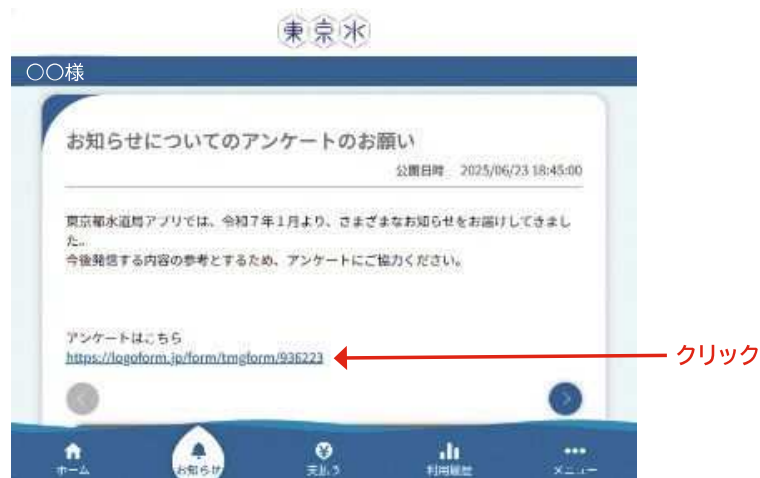 東京水
〇〇様
お知らせについてのアンケートのお願い
公開日時 2025/06/23 18:45:00
東京都水道局アプリでは、令和7年1月より、さまざまなお知らせをお届けしてきまし
た。
今後発信する内容の参考とするため、アンケートにご協力ください。
アンケートはこちら
https://logoform.jp/form/tmgform/936223
クリック
ホーム
お知らせ
支払う
利用履歴
メニュー